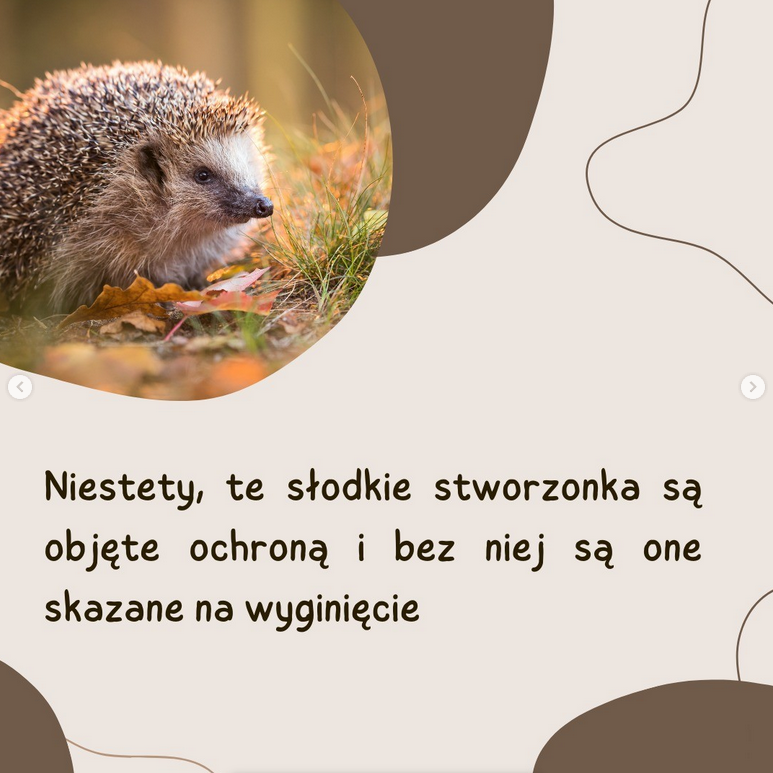 Niestety, te słodkie stworzonka są
objęte ochroną i bez niej są one
skazane na wyginięcie